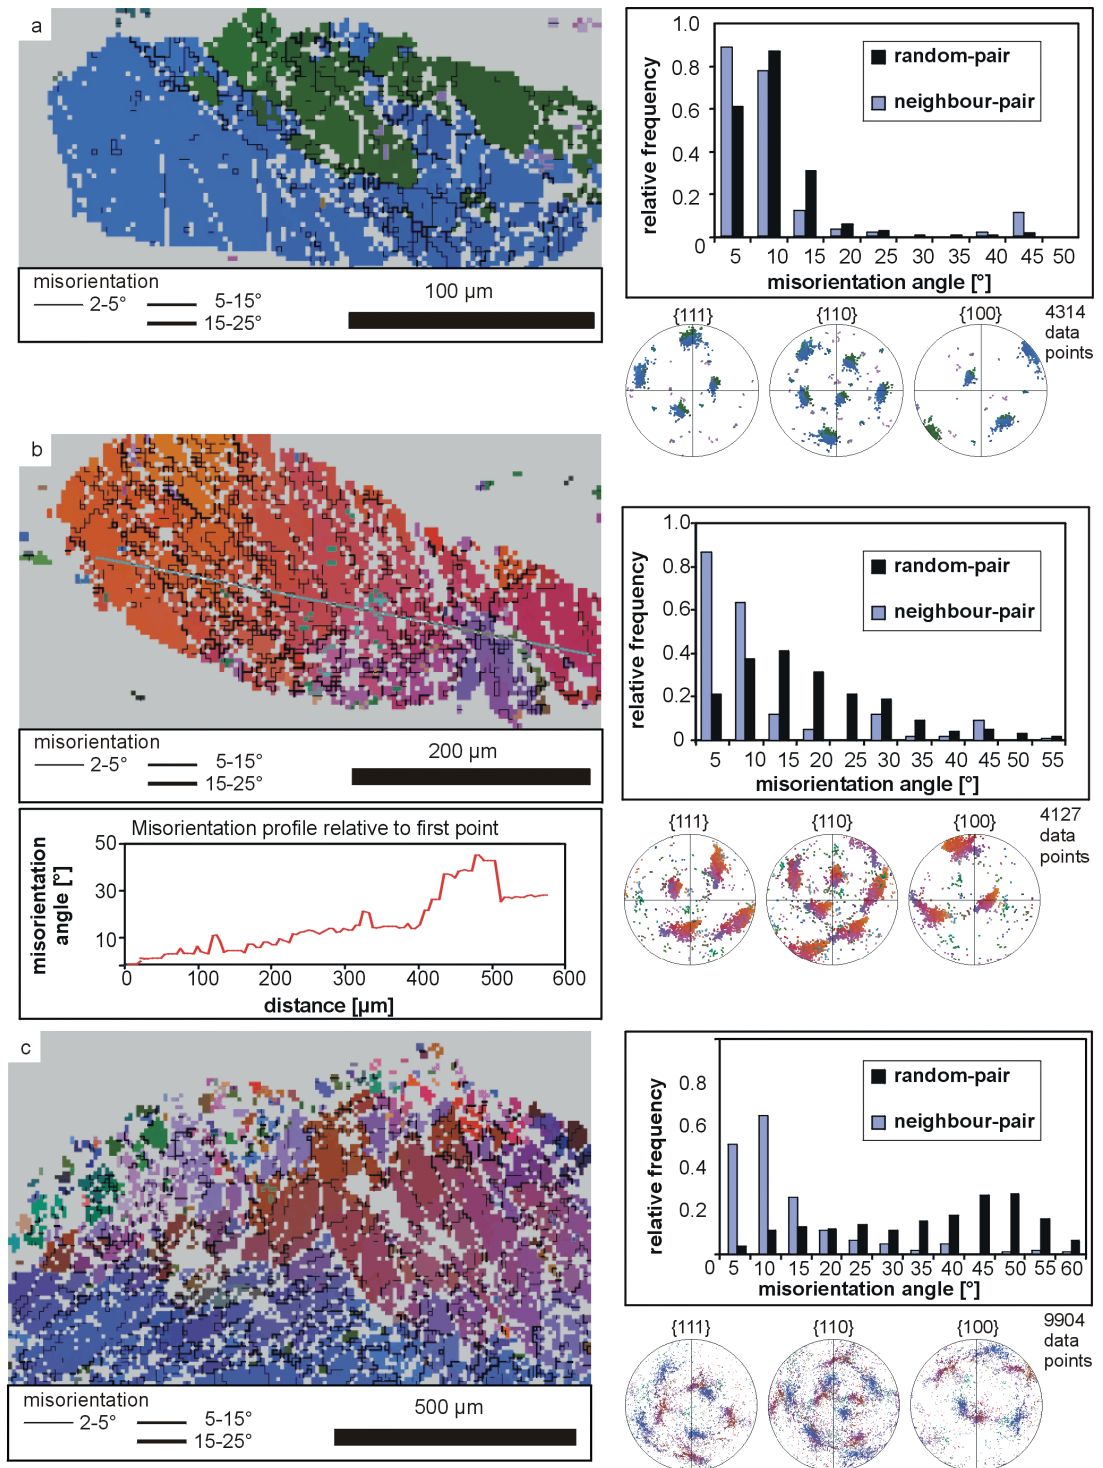 a
misorientation
2-5°
5-15°
15-25°
100 µm
1.0
0.8
0.6
0.4
0.2
0
relative frequency
random-pair
neighbour-pair
5 10 15 20 25 30 35 40 45 50
misorientation angle [°]
{111} {110} {100}
4314
data
points
b
misorientation
2-5°
5-15°
15-25°
200 µm
Misorientation profile relative to first point
50
30
10
misorientation
angle [°]
0 100 200 300 400 500 600
distance [µm]
1.0
0.8
0.6
0.4
0.2
0
relative frequency
random-pair
neighbour-pair
5 10 15 20 25 30 35 40 45 50 55
misorientation angle [°]
{111} {110} {100}
4127
data
points
c
misorientation
2-5°
5-15°
15-25°
500 µm
0.8
0.6
0.4
0.2
relative frequency
random-pair
neighbour-pair
0 5 10 15 20 25 30 35 40 45 50 55 60
misorientation angle [°]
{111} {110} {100}
9904
data
points